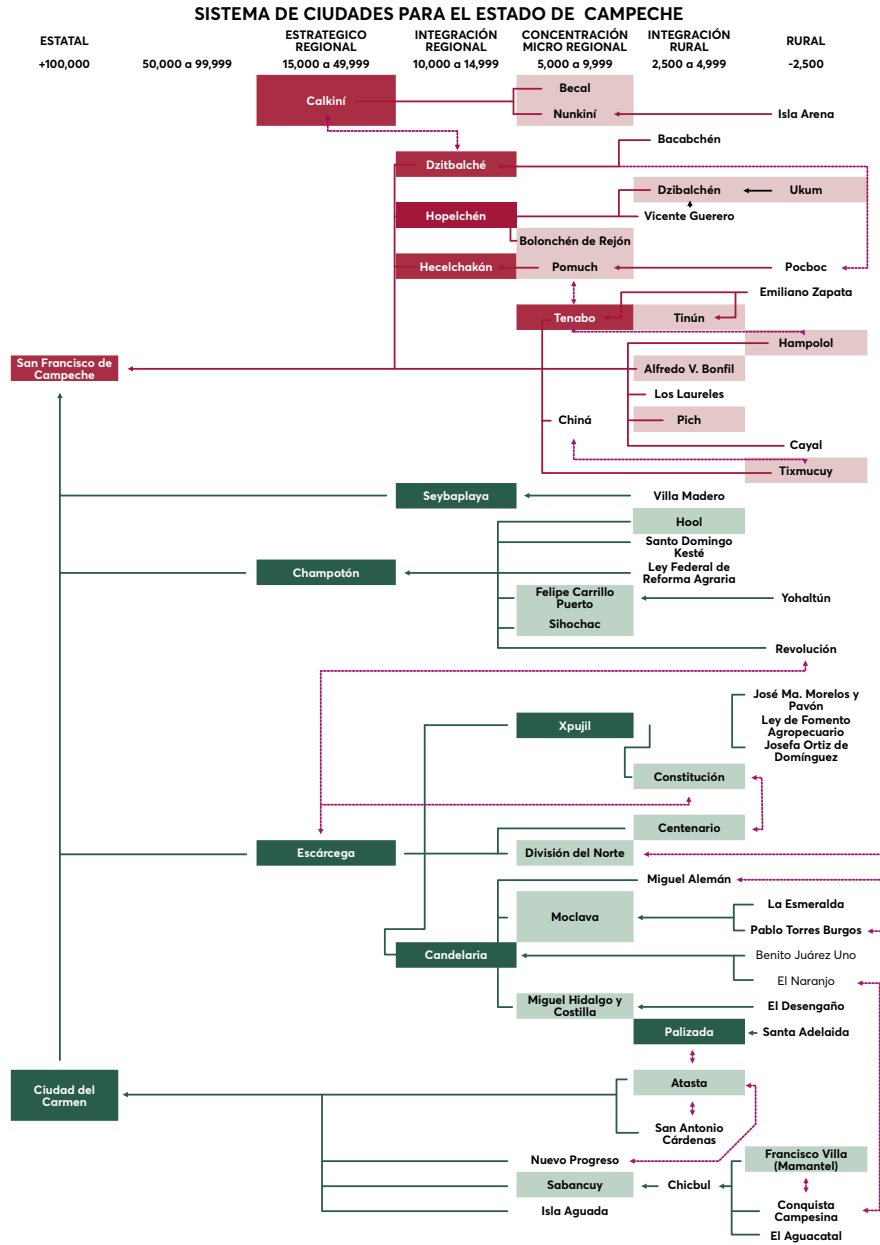 SISTEMA DE CIUDADES PARA EL ESTADO DE CAMPECHE
ESTATAL
+100,000
50,000 a 99,999
ESTRATEGICO
REGIONAL
15,000 a 49,999
INTEGRACIÓN
REGIONAL
10,000 a 14,999
CONCENTRACIÓN
MICRO REGIONAL
5,000 a 9,999
INTEGRACIÓN
RURAL
2,500 a 4,999
RURAL
-2,500
Becal
Calkiní
Nunkiní
Isla Arena
Bacabchén
Dzitbalché
Dzibalchén
Ukum
Hopelchén
Vicente Guerero
Bolonchén de Rejón
Hecelchakán
Pomuch
Pocboc
Emiliano Zapata
Tenabo
Tinún
Hampolol
San Francisco de
Campeche
Alfredo V. Bonfil
Los Laureles
Chiná
Pich
Cayal
Tixmucuy
Seybaplaya
Villa Madero
Hool
Santo Domingo
Kesté
Champotón
Ley Federal de
Reforma Agraria
Felipe Carrillo
Puerto
Yohaltún
Sihochac
Revolución
José Ma. Morelos y
Pavón
Xpujil
Ley de Fomento
Agropecuario
Josefa Ortiz de
Domínguez
Constitución
Centenario
Escárcega
División del Norte
Miguel Alemán
La Esmeralda
Moclava
Pablo Torres Burgos
Candelaria
Benito Juárez Uno
El Naranjo
Miguel Hidalgo y
Costilla
El Desengaño
Palizada
Santa Adelaida
Ciudad del
Carmen
Atasta
San Antonio
Cárdenas
Nuevo Progreso
Francisco Villa
(Mamantel)
Sabancuy
Chicbul
Isla Aguada
Conquista
Campesina
El Aguacatal